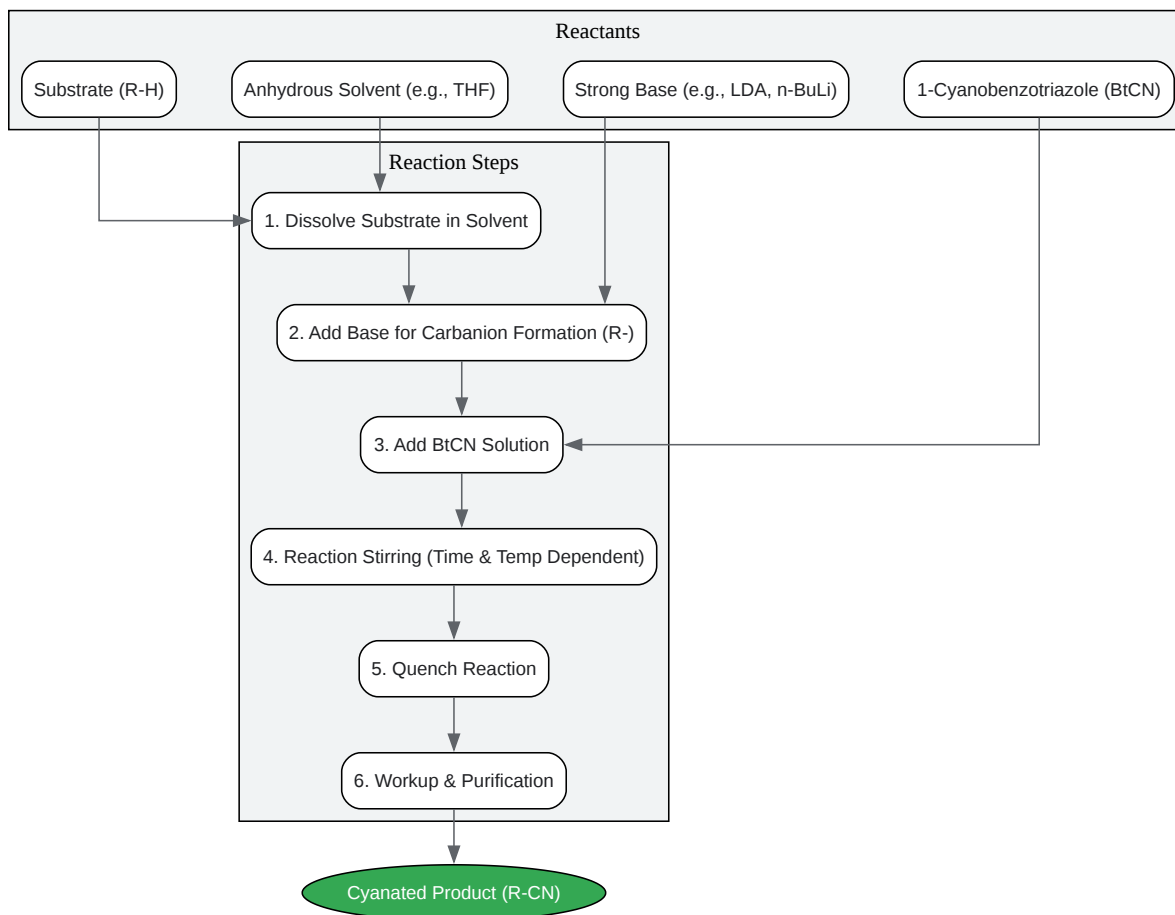 Reactants
Substrate (R-H)
Anhydrous Solvent (e.g., THF)
Strong Base (e.g., LDA, n-BuLi)
1-Cyanobenzotriazole (BtCN)
Reaction Steps
1. Dissolve Substrate in Solvent
2. Add Base for Carbanion Formation (R-)
3. Add BtCN Solution
4. Reaction Stirring (Time & Temp Dependent)
5. Quench Reaction
6. Workup & Purification
Cyanated Product (R-CN)